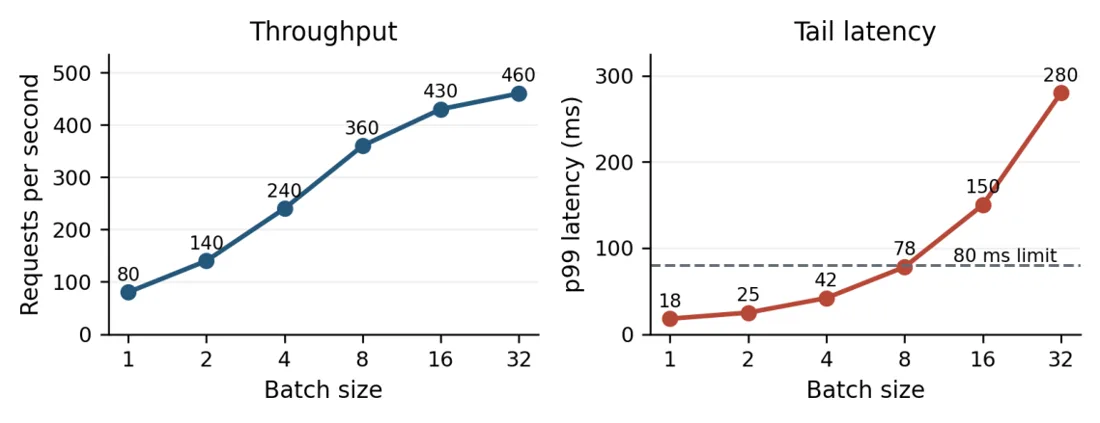 Throughput
Requests per second
500
400
300
200
100
0
80
140
240
360
430
460
1 2 4 8 16 32
Batch size
Tail latency
p99 latency (ms)
300
200
100
0
18
25
42
78
150
280
80 ms limit
1 2 4 8 16 32
Batch size